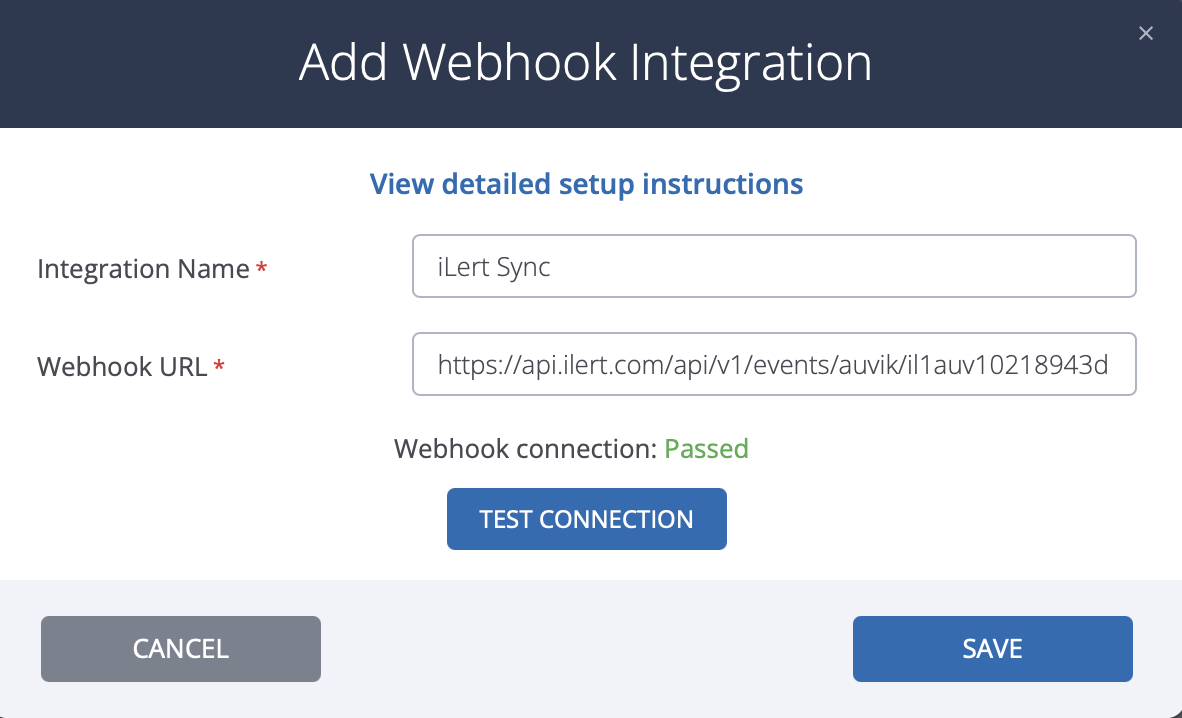 Add Webhook Integration
View detailed setup instructions
Integration Name *
iLert Sync
Webhook URL *
https://api.ilert.com/api/v1/events/auvik/il1auv10218943d
Webhook connection: Passed
TEST CONNECTION
CANCEL
SAVE